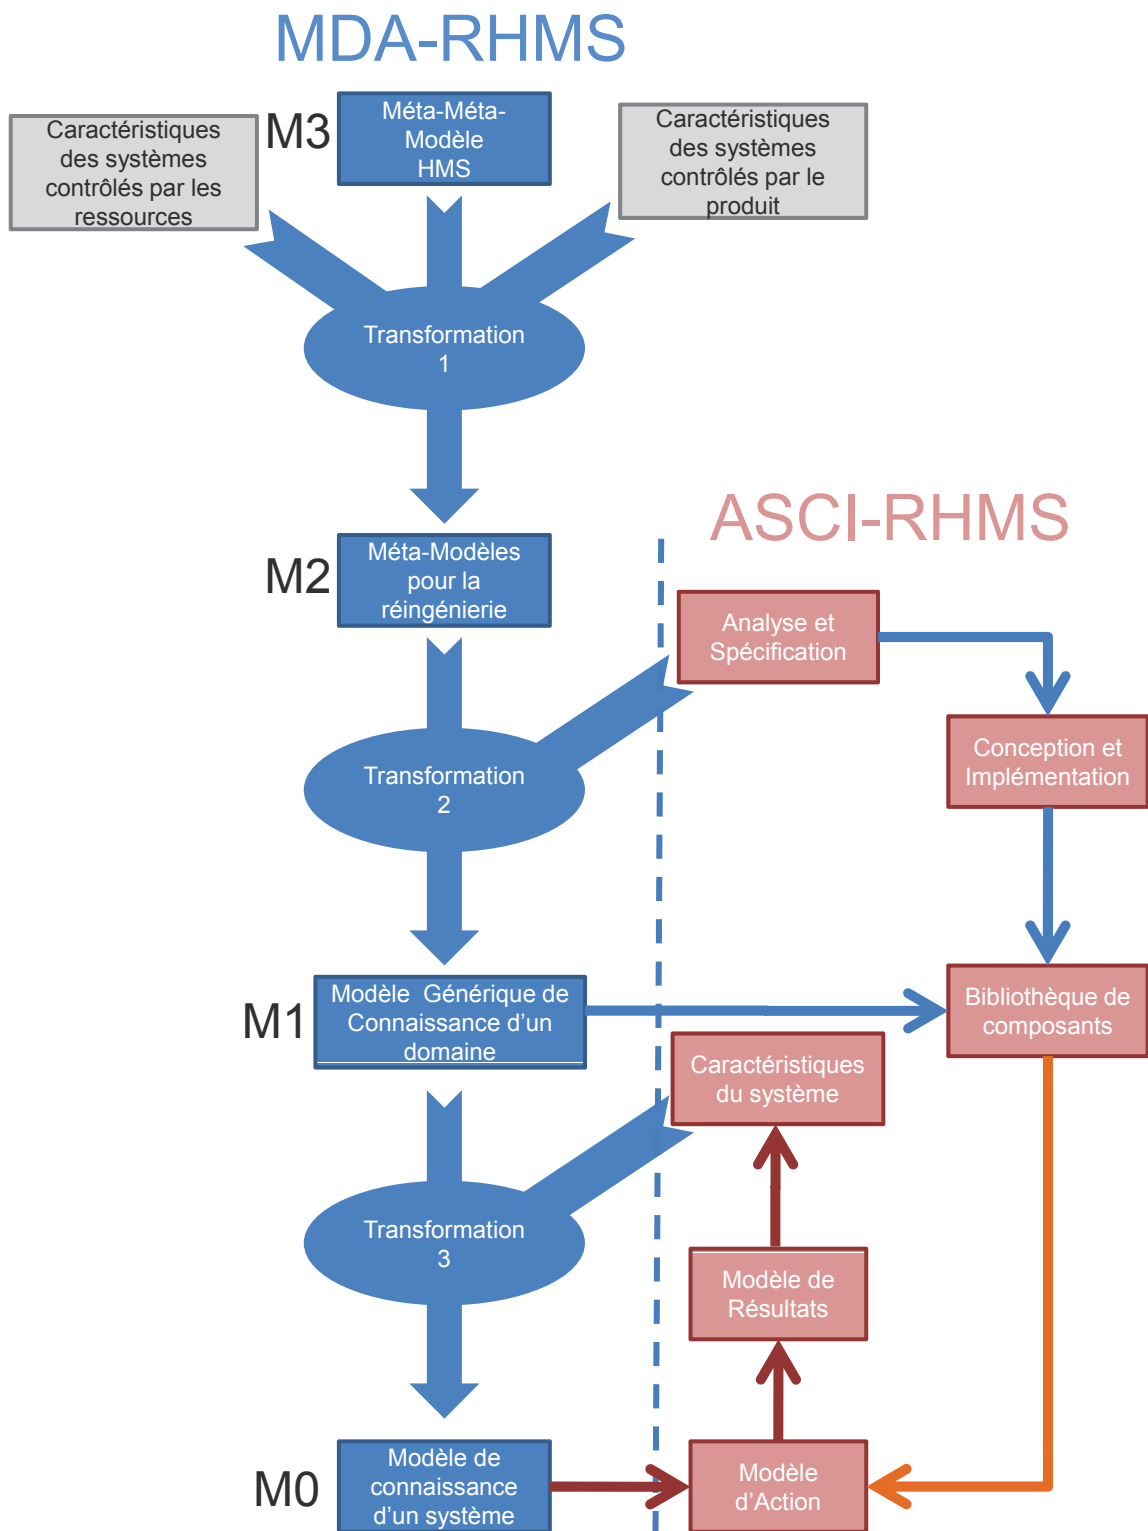 MDA-RHMS
M3
Caractéristiques
des systèmes
contrôlés par les
ressources
Méta-Méta-
Modèle
HMS
Caractéristiques
des systèmes
contrôlés par le
produit
Transformation
1
ASCI-RHMS
M2
Méta-Modèles
pour la
réingénierie
Analyse et
Spécification
Conception et
Implémentation
Transformation
2
M1
Modèle Générique de
Connaissance d'un
domaine
Bibliothèque de
composants
Caractéristiques
du système
Transformation
3
Modèle de
Résultats
M0
Modèle de
connaissance
d'un système
Modèle
d'Action